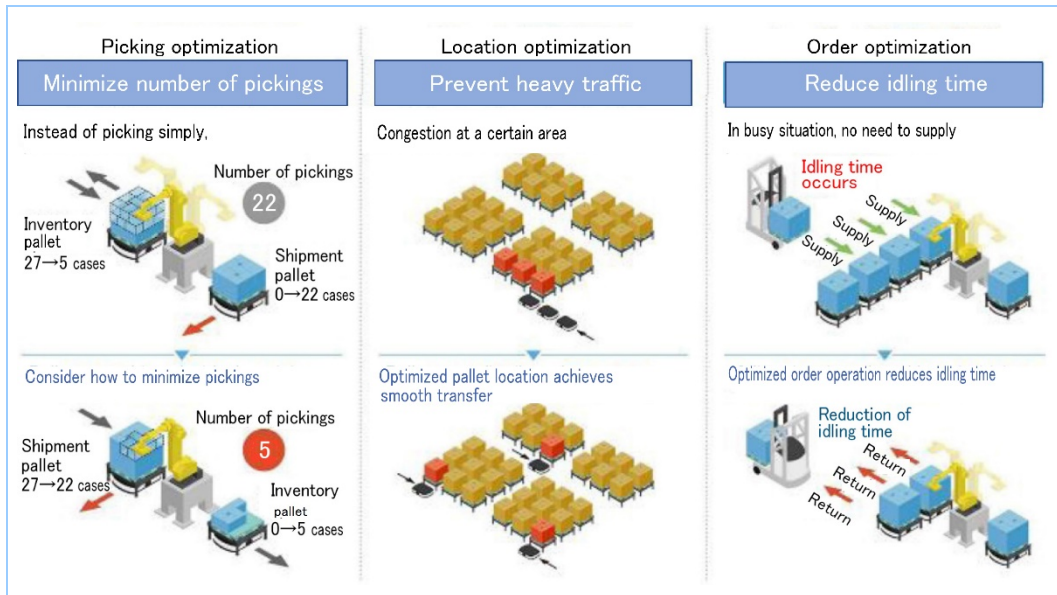 Picking optimization
Minimize number of pickings
Instead of picking simply,
Number of pickings
22
Inventory
pallet
27→5 cases
Shipment
pallet
0→22 cases
Consider how to minimize pickings
Number of pickings
5
Shipment
pallet
27→22 cases
Inventory
pallet
0→5 cases
Location optimization
Prevent heavy traffic
Congestion at a certain area
Optimized pallet location achieves
smooth transfer
Order optimization
Reduce idling time
In busy situation, no need to supply
Idling time
occurs
Supply
Supply
Supply
Optimized order operation reduces idling time
Reduction of
idling time
Return
Return
Return